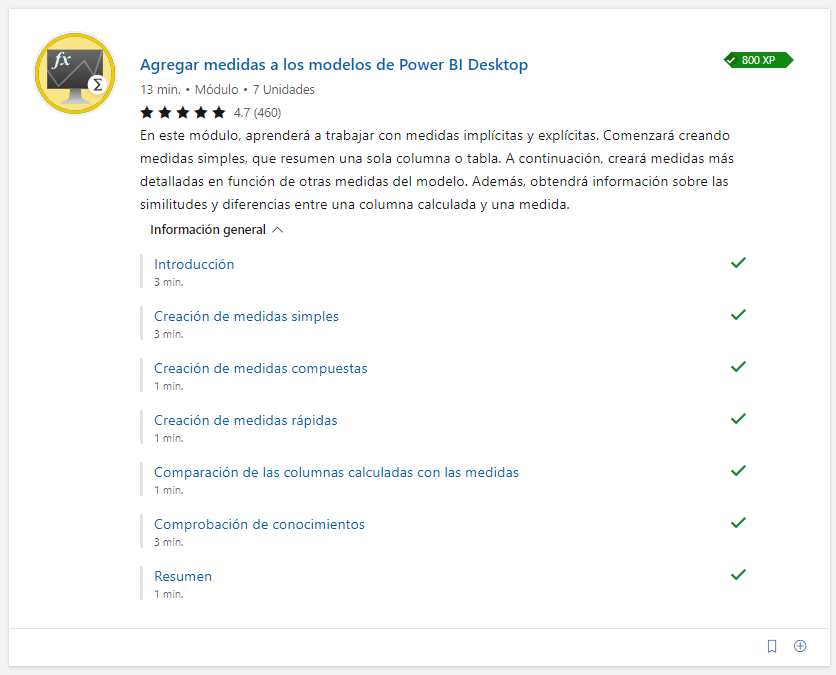 fx
Σ
Agregar medidas a los modelos de Power BI Desktop
800 XP
13 min. • Módulo • 7 Unidades
4.7 (460)
En este módulo, aprenderá a trabajar con medidas implícitas y explícitas. Comenzará creando
medidas simples, que resumen una sola columna o tabla. A continuación, creará medidas más
detalladas en función de otras medidas del modelo. Además, obtendrá información sobre las
similitudes y diferencias entre una columna calculada y una medida.
Información general
Introducción
3 min.
Creación de medidas simples
3 min.
Creación de medidas compuestas
1 min.
Creación de medidas rápidas
1 min.
Comparación de las columnas calculadas con las medidas
1 min.
Comprobación de conocimientos
3 min.
Resumen
1 min.